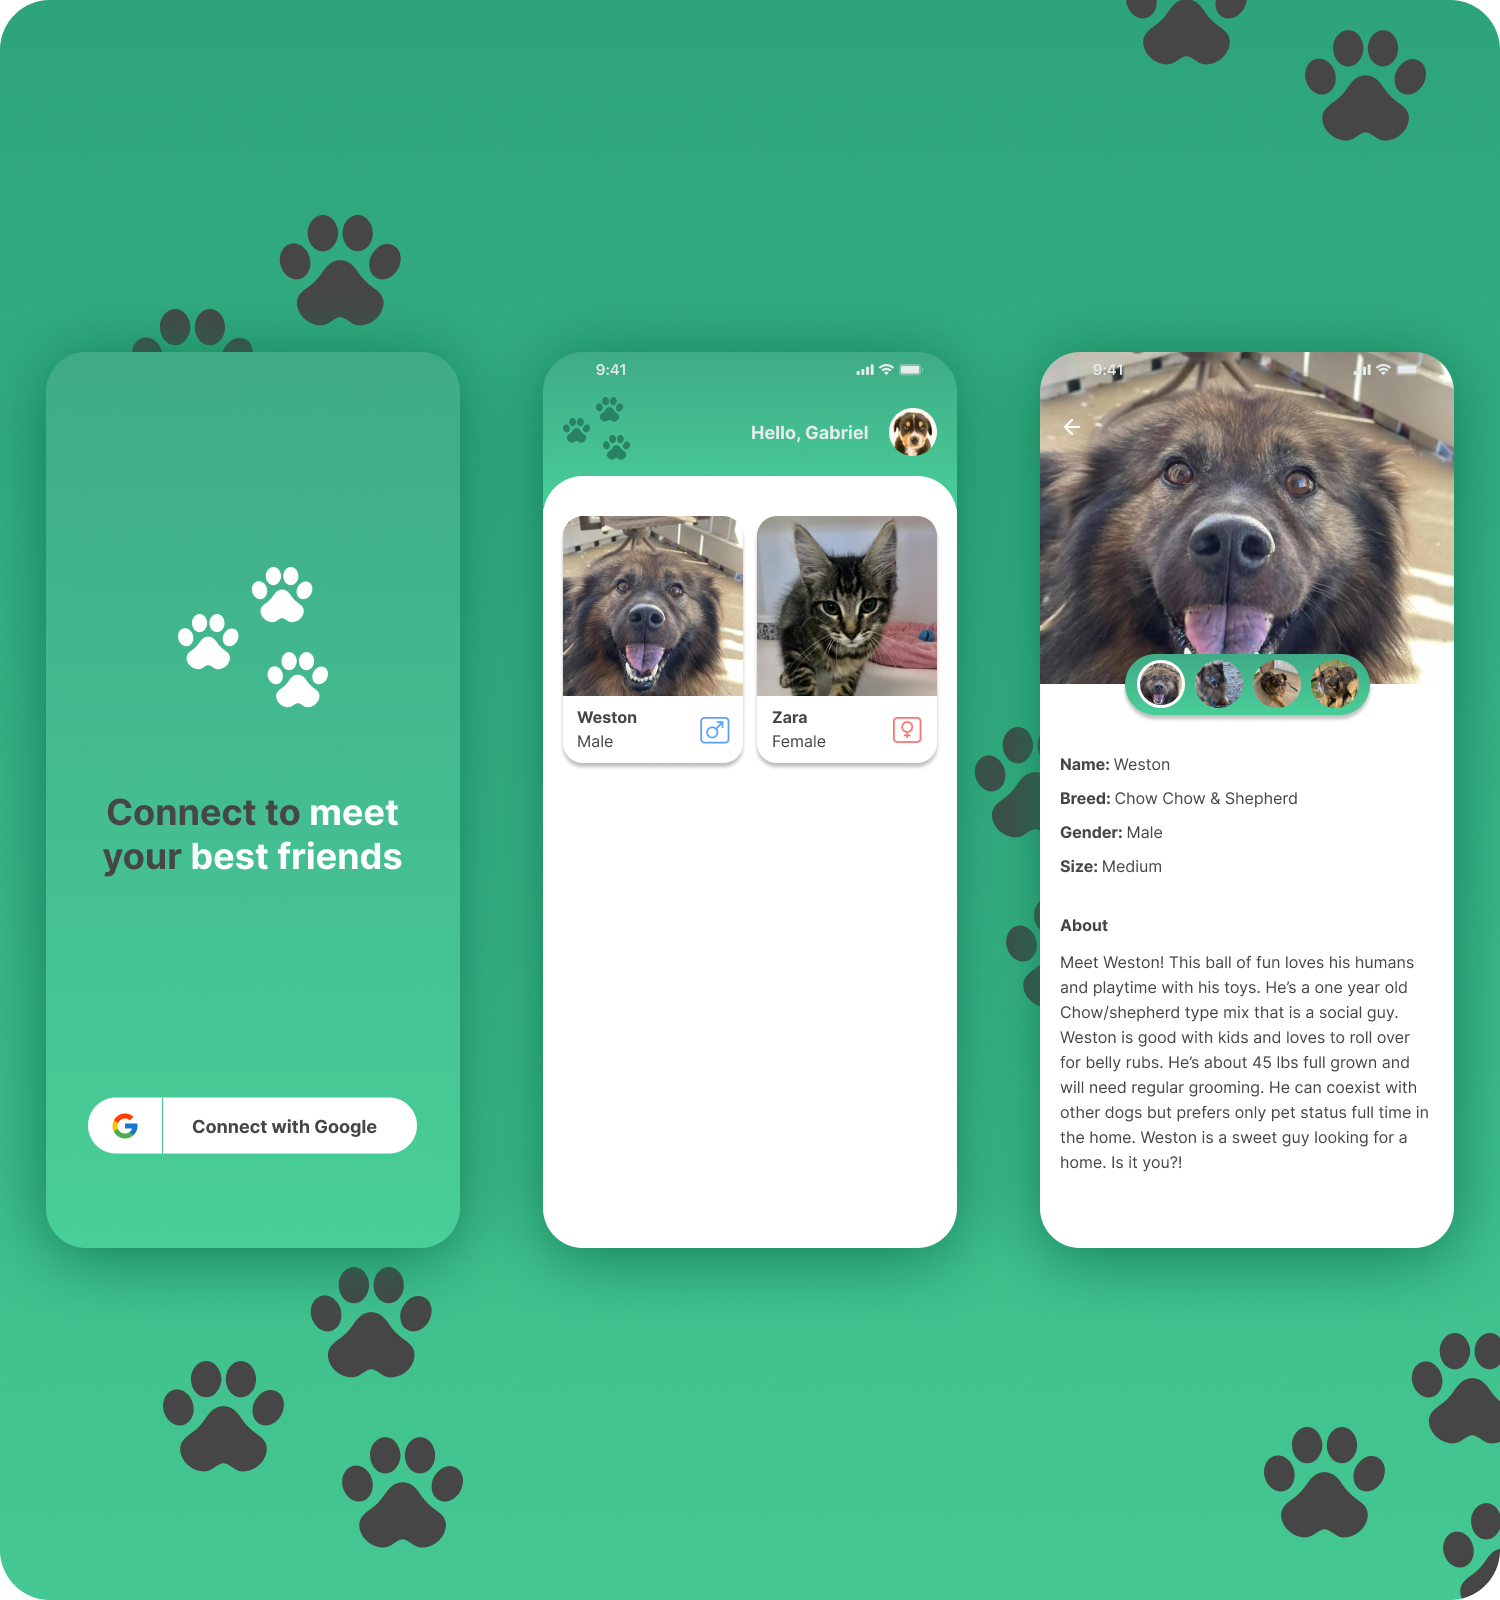 Connect to meet
your best friends
Connect with Google
9:41
Hello, Gabriel
Weston
Male
Zara
Female
9:41
Name: Weston
Breed: Chow Chow & Shepherd
Gender: Male
Size: Medium
About
Meet Weston! This ball of fun loves his humans
and playtime with his toys. He’s a one year old
Chow/shepherd type mix that is a social guy.
Weston is good with kids and loves to roll over
for belly rubs. He’s about 45 lbs full grown and
will need regular grooming. He can coexist with
other dogs but prefers only pet status full time in
the home. Weston is a sweet guy looking for a
home. Is it you?!